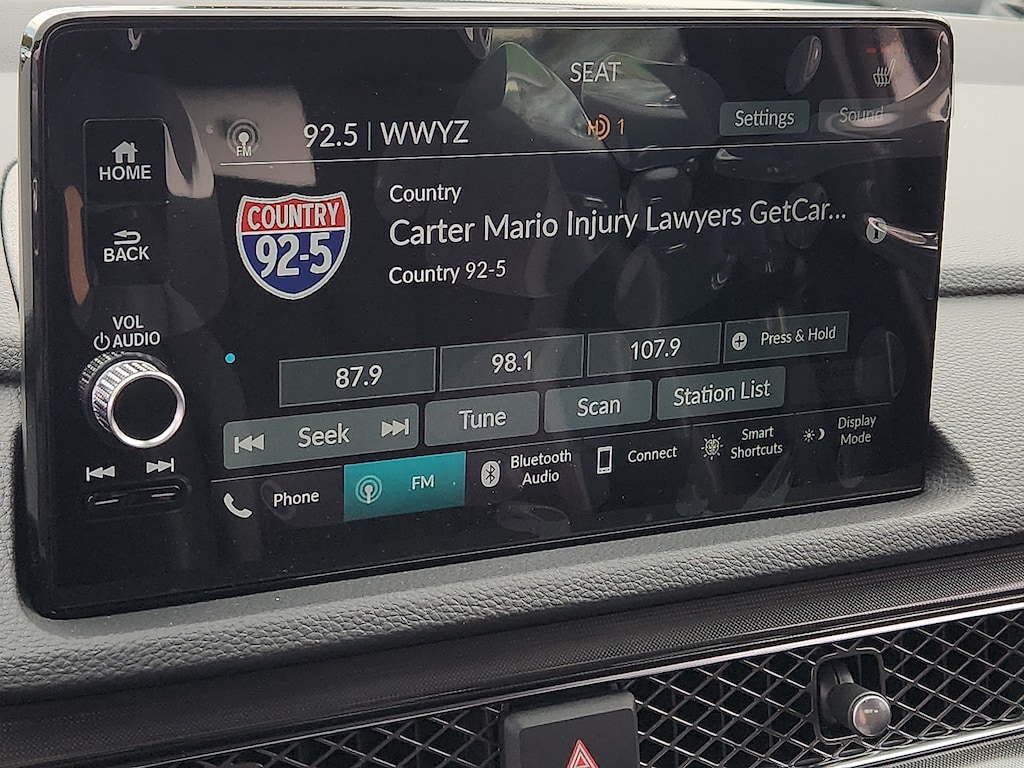 SEAT
92.5 | WWYZ
HD 1
Settings
Sound
FM
HOME
BACK
VOL
AUDIO
COUNTRY
92-5
Country
Carter Mario Injury Lawyers GetCar...
Country 92-5
87.9
98.1
107.9
Press & Hold
Seek
Tune
Scan
Station List
Phone
FM
Bluetooth
Audio
Connect
Smart
Shortcuts
Display
Mode